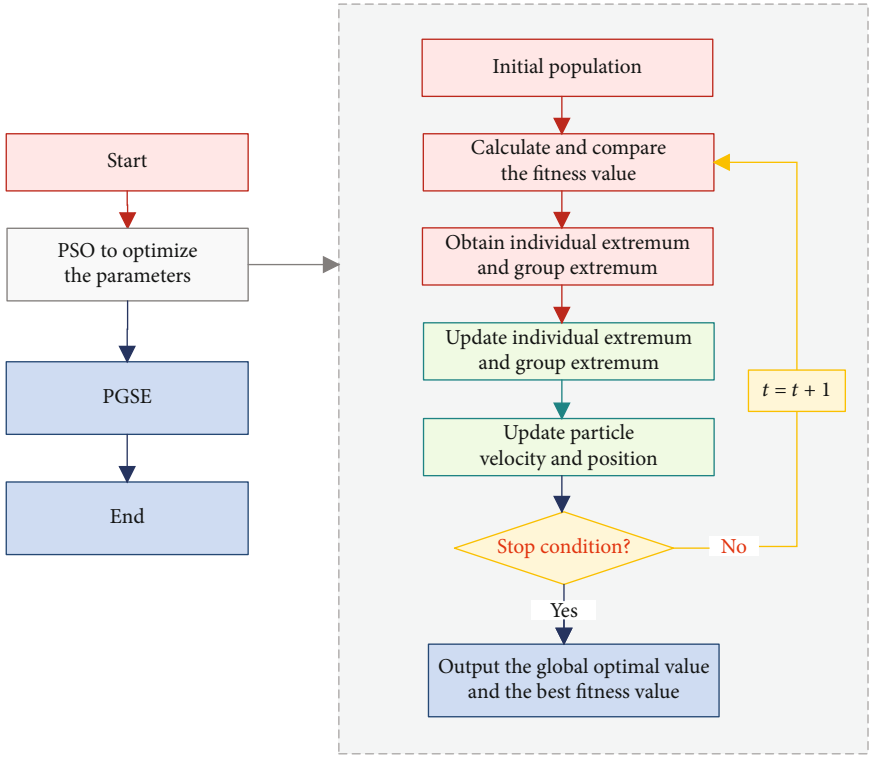 Start
PSO to optimize
the parameters
PGSE
End
Initial population
Calculate and compare
the fitness value
Obtain individual extremum
and group extremum
Update individual extremum
and group extremum
t = t + 1
Update particle
velocity and position
Stop condition?
No
Yes
Output the global optimal value
and the best fitness value